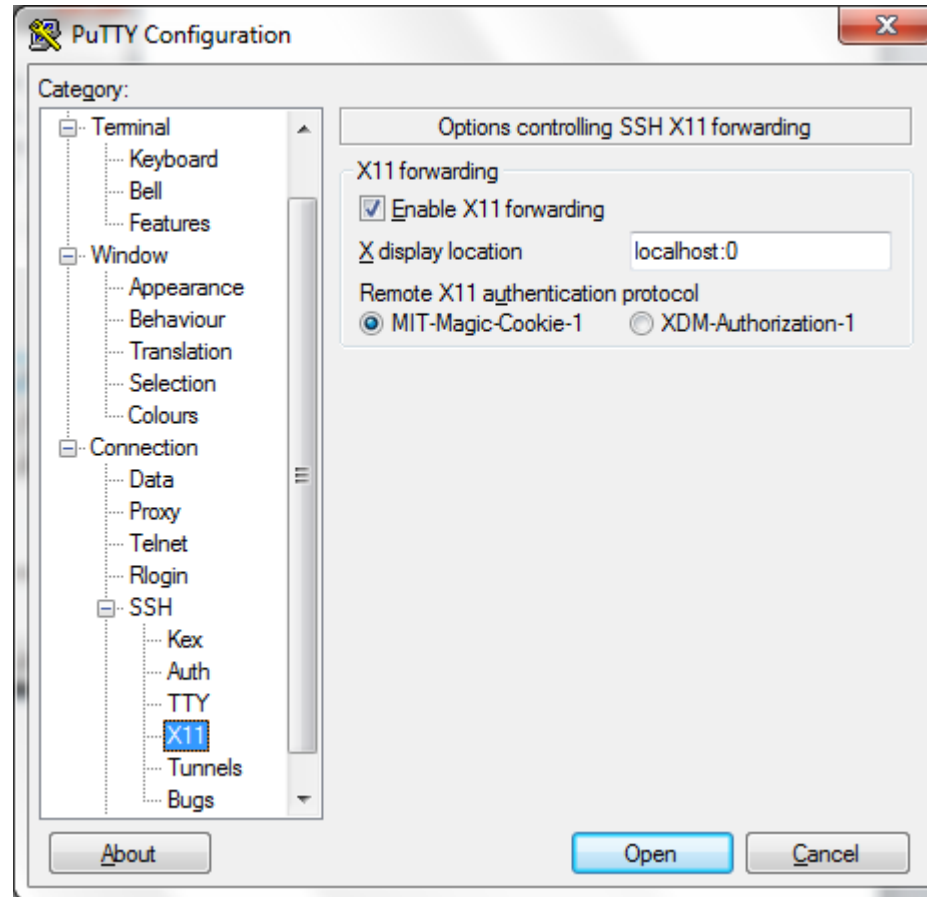 PuTTY Configuration
Category:
Terminal
Keyboard
Bell
Features
Window
Appearance
Behaviour
Translation
Selection
Colours
Connection
Data
Proxy
Telnet
Rlogin
SSH
Kex
Auth
TTY
X11
Tunnels
Bugs
Options controlling SSH X11 forwarding
X11 forwarding
Enable X11 forwarding
X display location localhost:0
Remote X11 authentication protocol
MIT-Magic-Cookie-1 XDM-Authorization-1
About Open Cancel